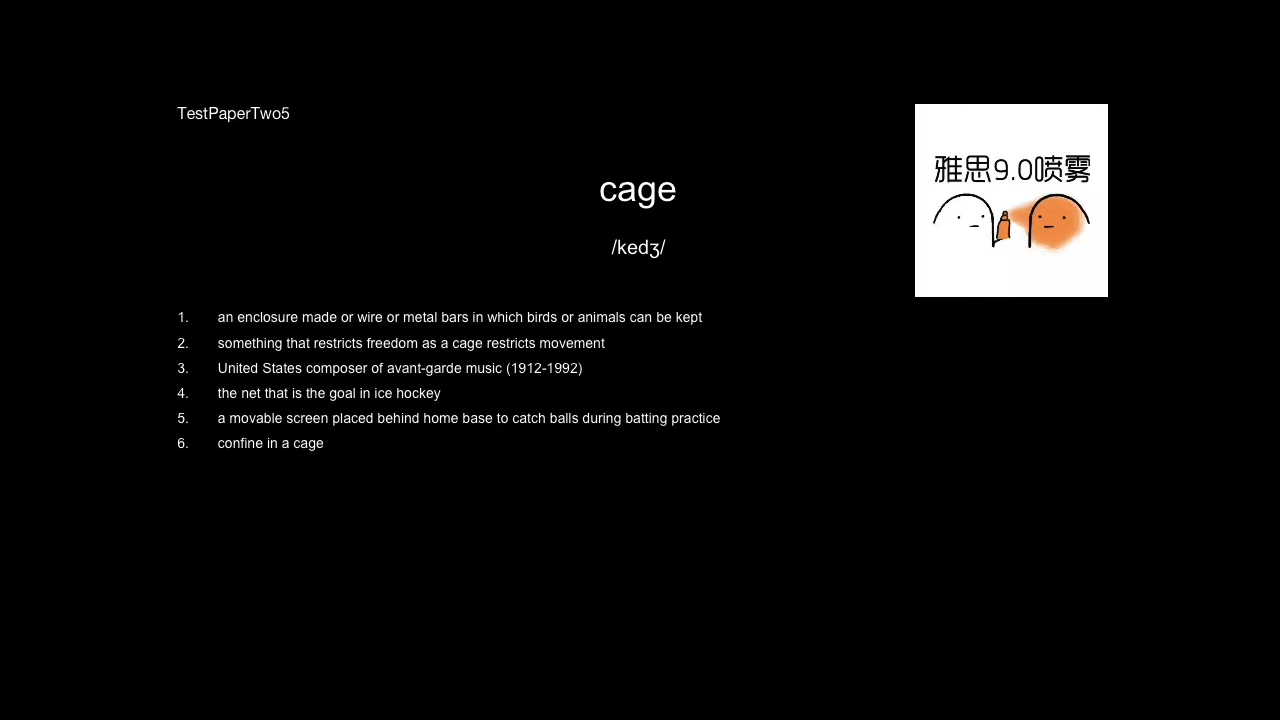 TestPaperTwo5
雅思9.0喷雾
cage
/kedʒ/
1. an enclosure made or wire or metal bars in which birds or animals can be kept
2. something that restricts freedom as a cage restricts movement
3. United States composer of avant-garde music (1912-1992)
4. the net that is the goal in ice hockey
5. a movable screen placed behind home base to catch balls during batting practice
6. confine in a cage